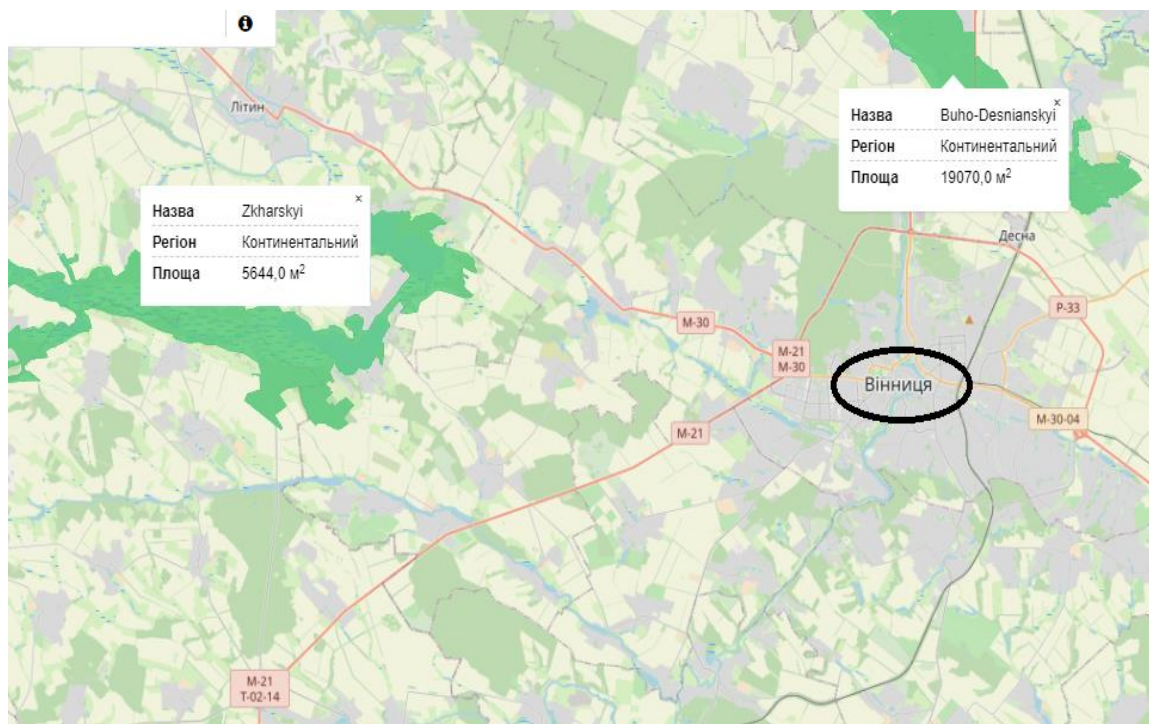 Літин
Назва Buho-Desnianskyi
Регіон Континентальний
Площа 19070,0 м²
Назва Zkharskyi
Регіон Континентальний
Площа 5644,0 м²
Десна
Р-33
М-30
М-21
М-30
Вінниця
М-21
М-30-04
М-21
Т-02-14